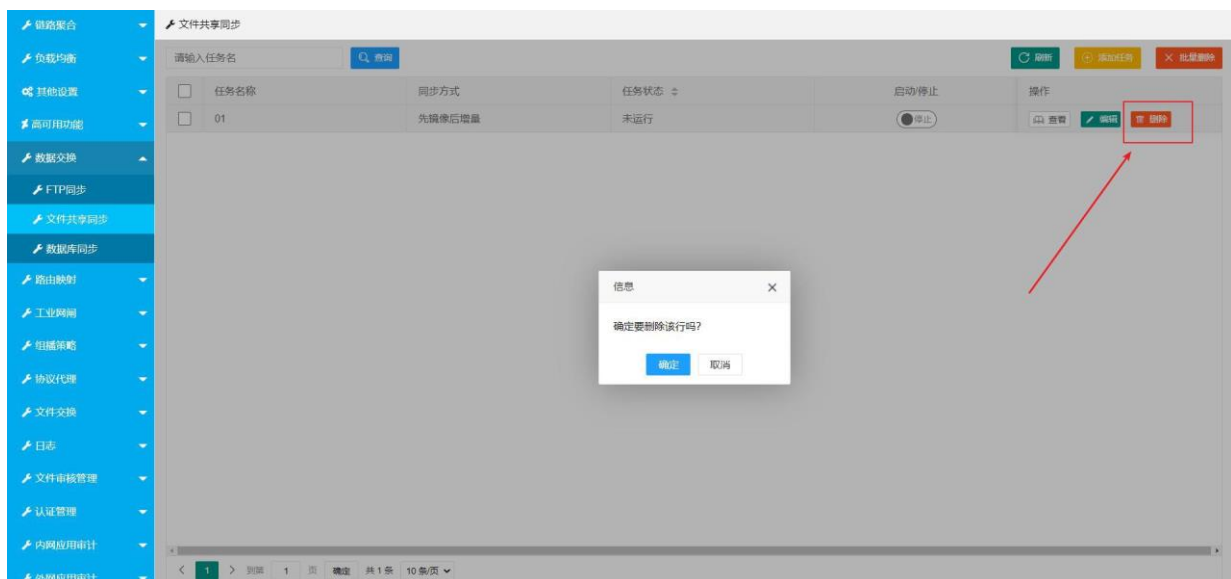 链路聚合
负载均衡
其他设置
高可用功能
数据交换
FTP同步
文件共享同步
数据库同步
路由映射
工业网闸
组播策略
协议代理
文件交换
日志
文件审核管理
认证管理
内网应用审计
外网应用审计
文件共享同步
请输入任务名 查询 刷新 添加任务 批量删除
任务名称 同步方式 任务状态 启动/停止 操作
01 先镜像后增量 未运行 停止 查看 编辑 删除
信息
确定要删除该行吗?
确定 取消
1 到第 1 页 确定 共 1 条 10 条/页